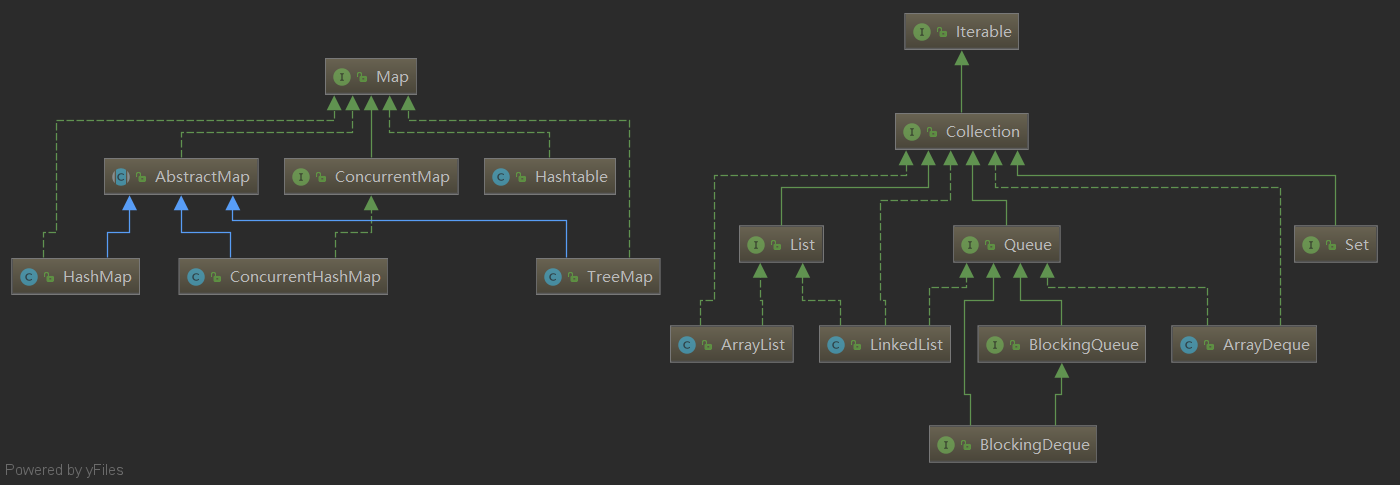 I Iterable
I Map
I Collection
C AbstractMap
I ConcurrentMap
C Hashtable
I List
I Queue
I Set
C HashMap
C ConcurrentHashMap
C TreeMap
C ArrayList
C LinkedList
I BlockingQueue
C ArrayDeque
I BlockingDeque
Powered by yFiles